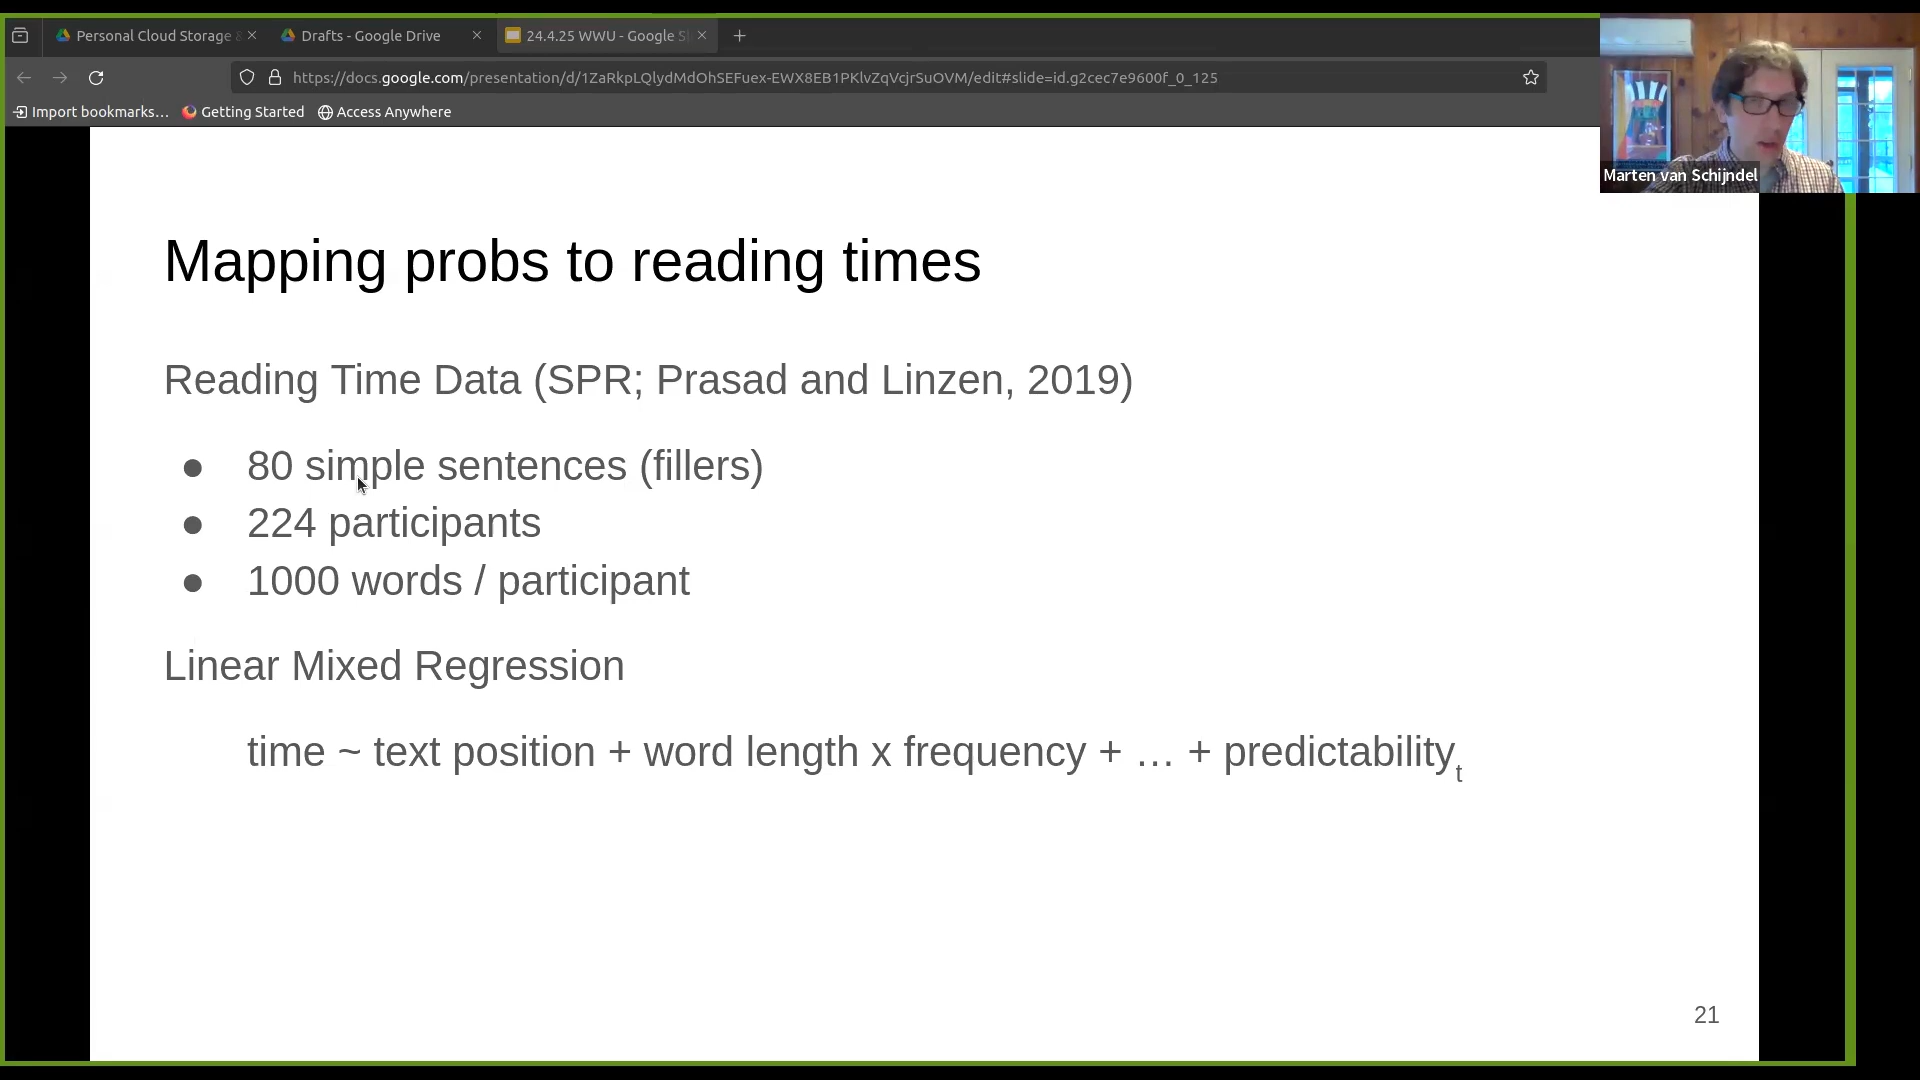 Personal Cloud Storage
Drafts - Google Drive
24.4.25 WWU - Google
https://docs.google.com/presentation/d/1ZaRkpLQlydMdOhSEFuex-EWX8EB1PKlvZqVcjrSuOVM/edit#slide=id.g2cec7e9600f_0_125
Import bookmarks…
Getting Started
Access Anywhere
Marten van Schijndel
Mapping probs to reading times
Reading Time Data (SPR; Prasad and Linzen, 2019)
● 80 simple sentences (fillers)
● 224 participants
● 1000 words / participant
Linear Mixed Regression
time ~ text position + word length x frequency + … + predictabilityt
21